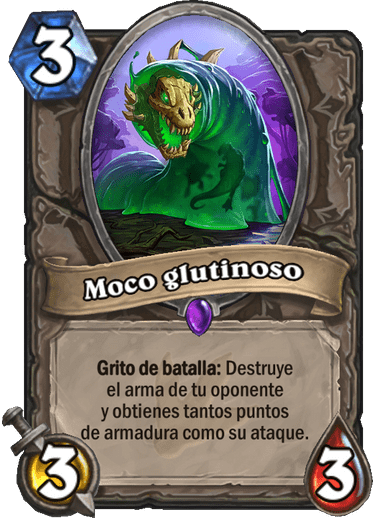 3
Moco glutinoso
Grito de batalla: Destruye
el arma de tu oponente
y obtienes tantos puntos
de armadura como su ataque.
3
3